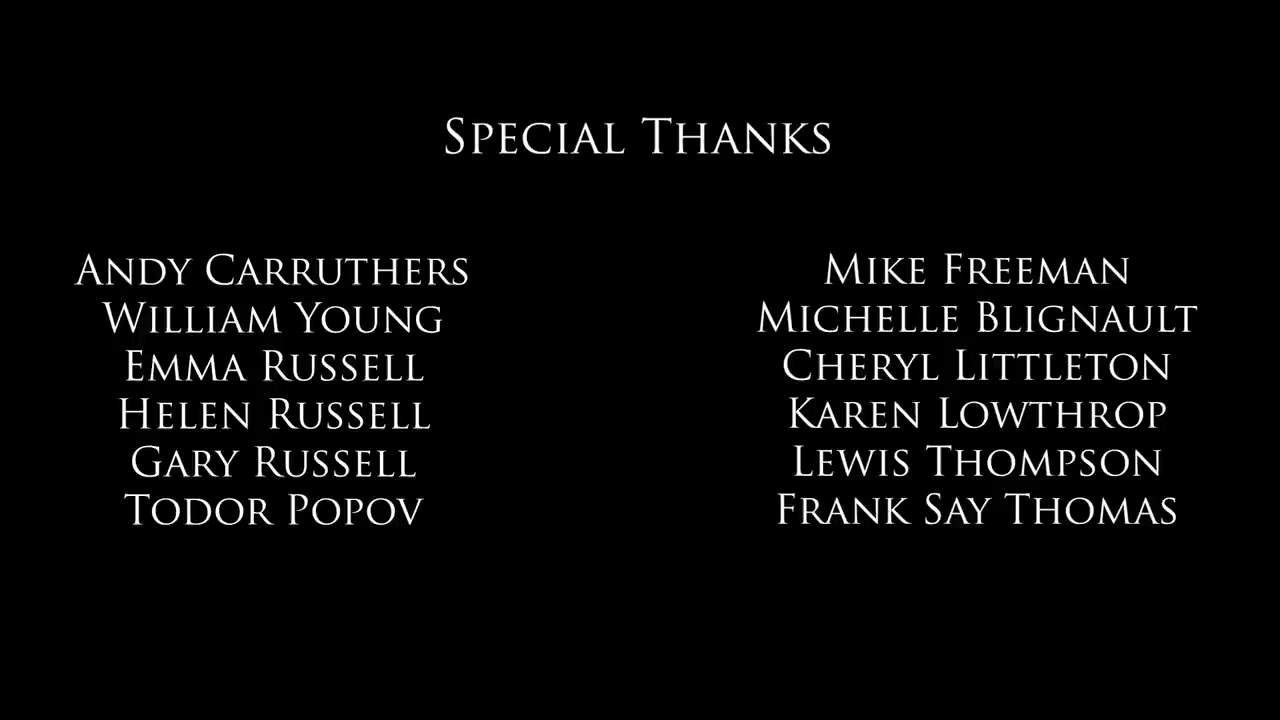 Special Thanks
Andy Carruthers
William Young
Emma Russell
Helen Russell
Gary Russell
Todor Popov
Mike Freeman
Michelle Blignault
Cheryl Littleton
Karen Lowthrop
Lewis Thompson
Frank Say Thomas